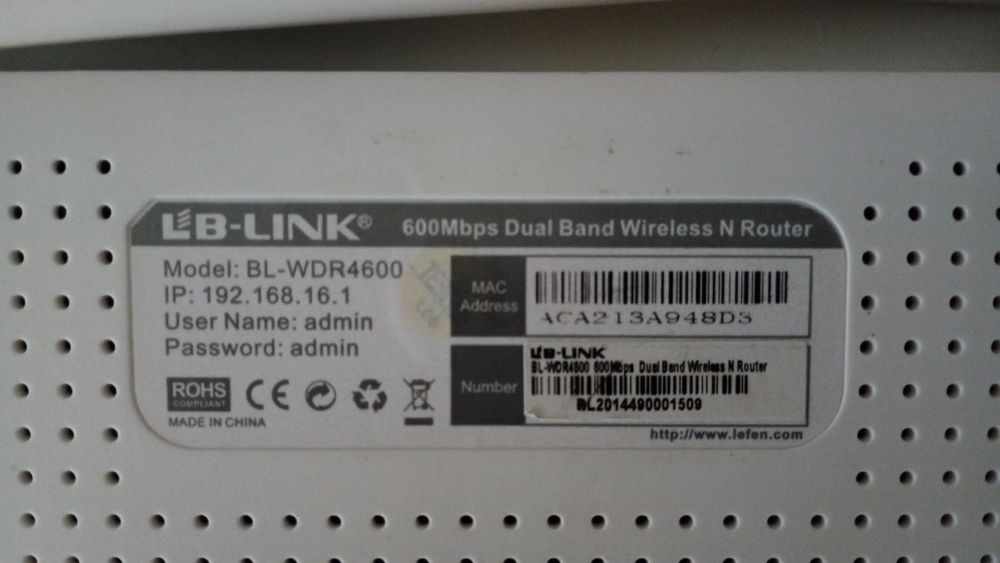 LB-LINK® 600Mbps Dual Band Wireless N Router
Model: BL-WDR4600
IP: 192.168.16.1
User Name: admin
Password: admin
ROHS
COMPLIANT
CE
MADE IN CHINA
MAC
Address
ACA213A948D3
Number
LB-LINK
BL-WDR4600 600Mbps Dual Band Wireless N Router
BL2014490001509
http://www.lefen.com